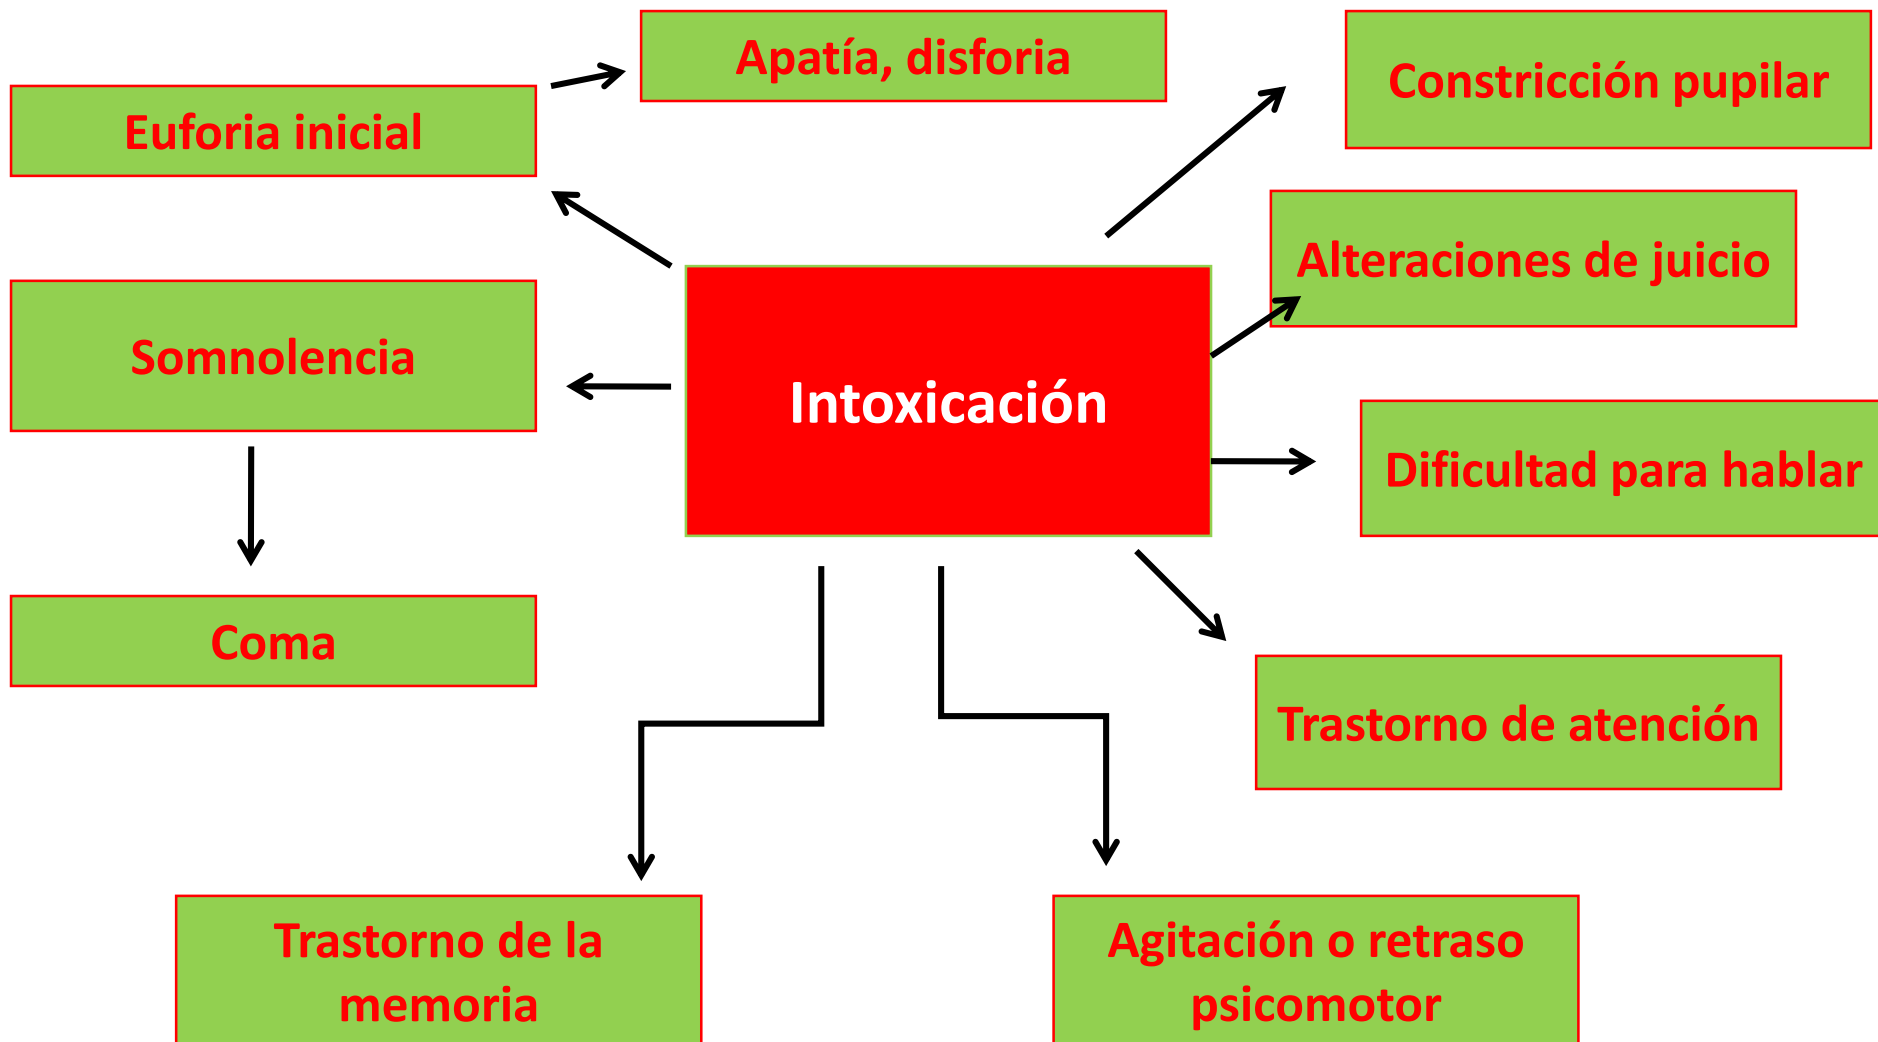 Apatía, disforia
Constricción pupilar
Euforia inicial
Alteraciones de juicio
Somnolencia
Intoxicación
Dificultad para hablar
Coma
Trastorno de atención
Trastorno de la
memoria
Agitación o retraso
psicomotor